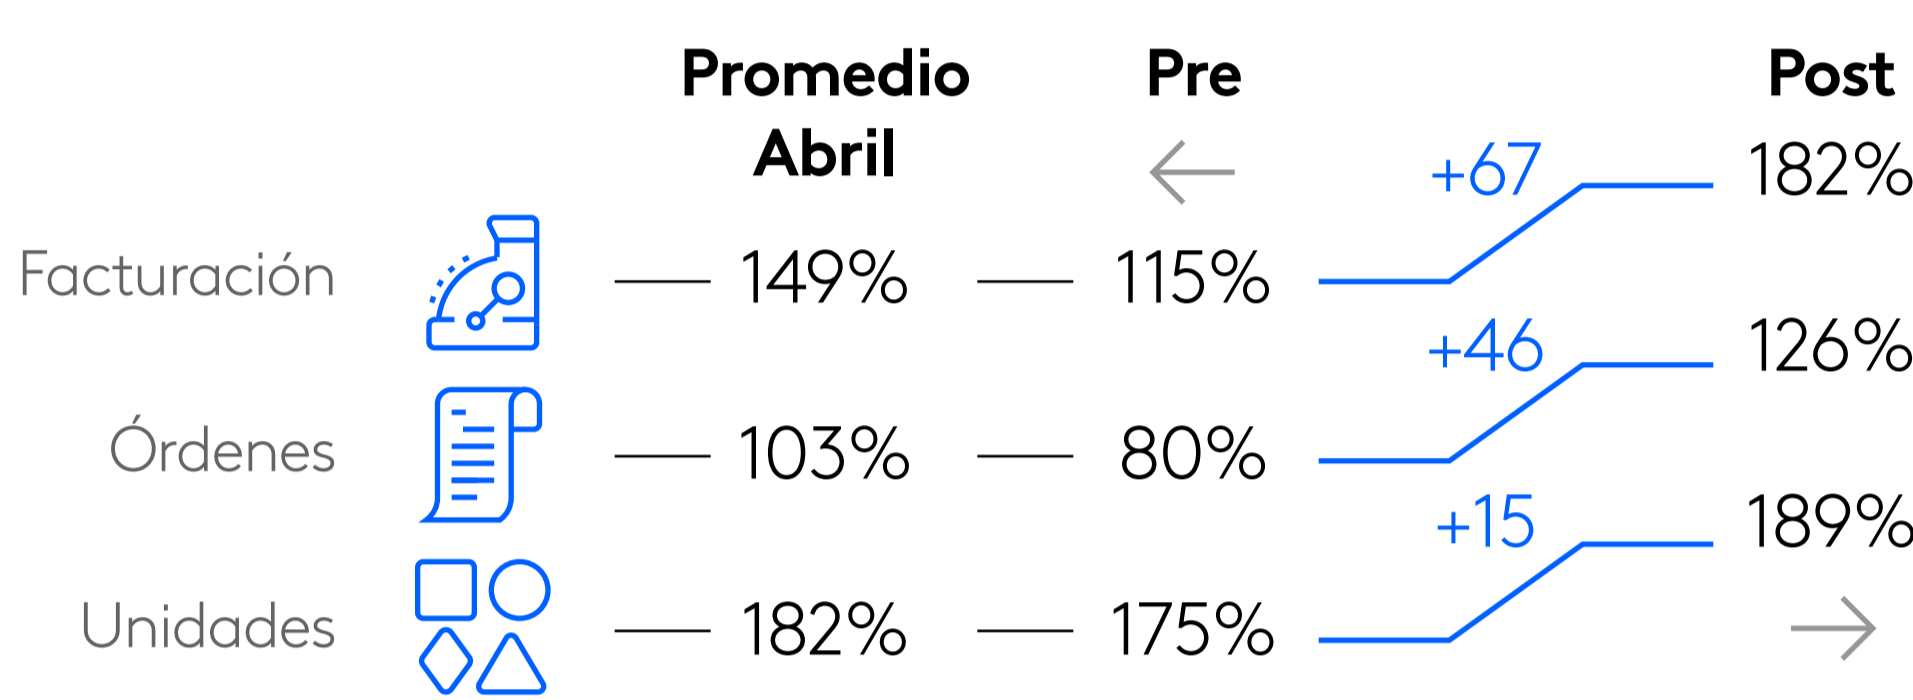 Promedio Abril
Pre
Post
Facturación
149%
115%
+67
182%
Órdenes
103%
80%
+46
126%
Unidades
182%
175%
+15
189%